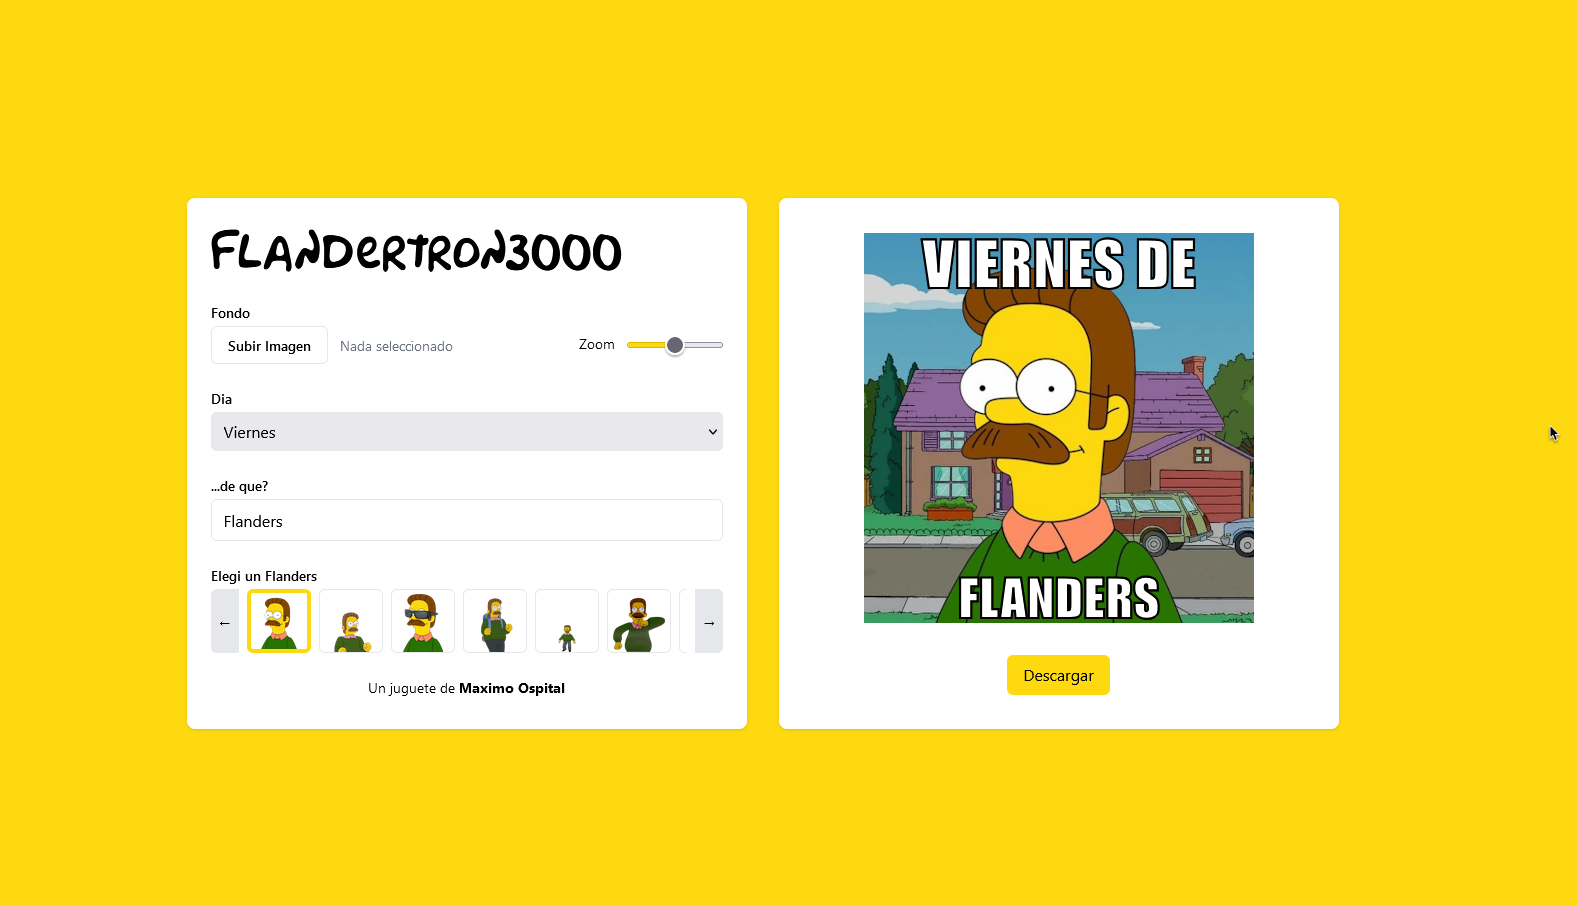 FLANDERTRON3000
Fondo
Subir Imagen
Nada seleccionado
Zoom
Dia
Viernes
...de que?
Flanders
Elegi un Flanders
←
→
Un juguete de Maximo Ospital
VIERNES DE
FLANDERS
Descargar